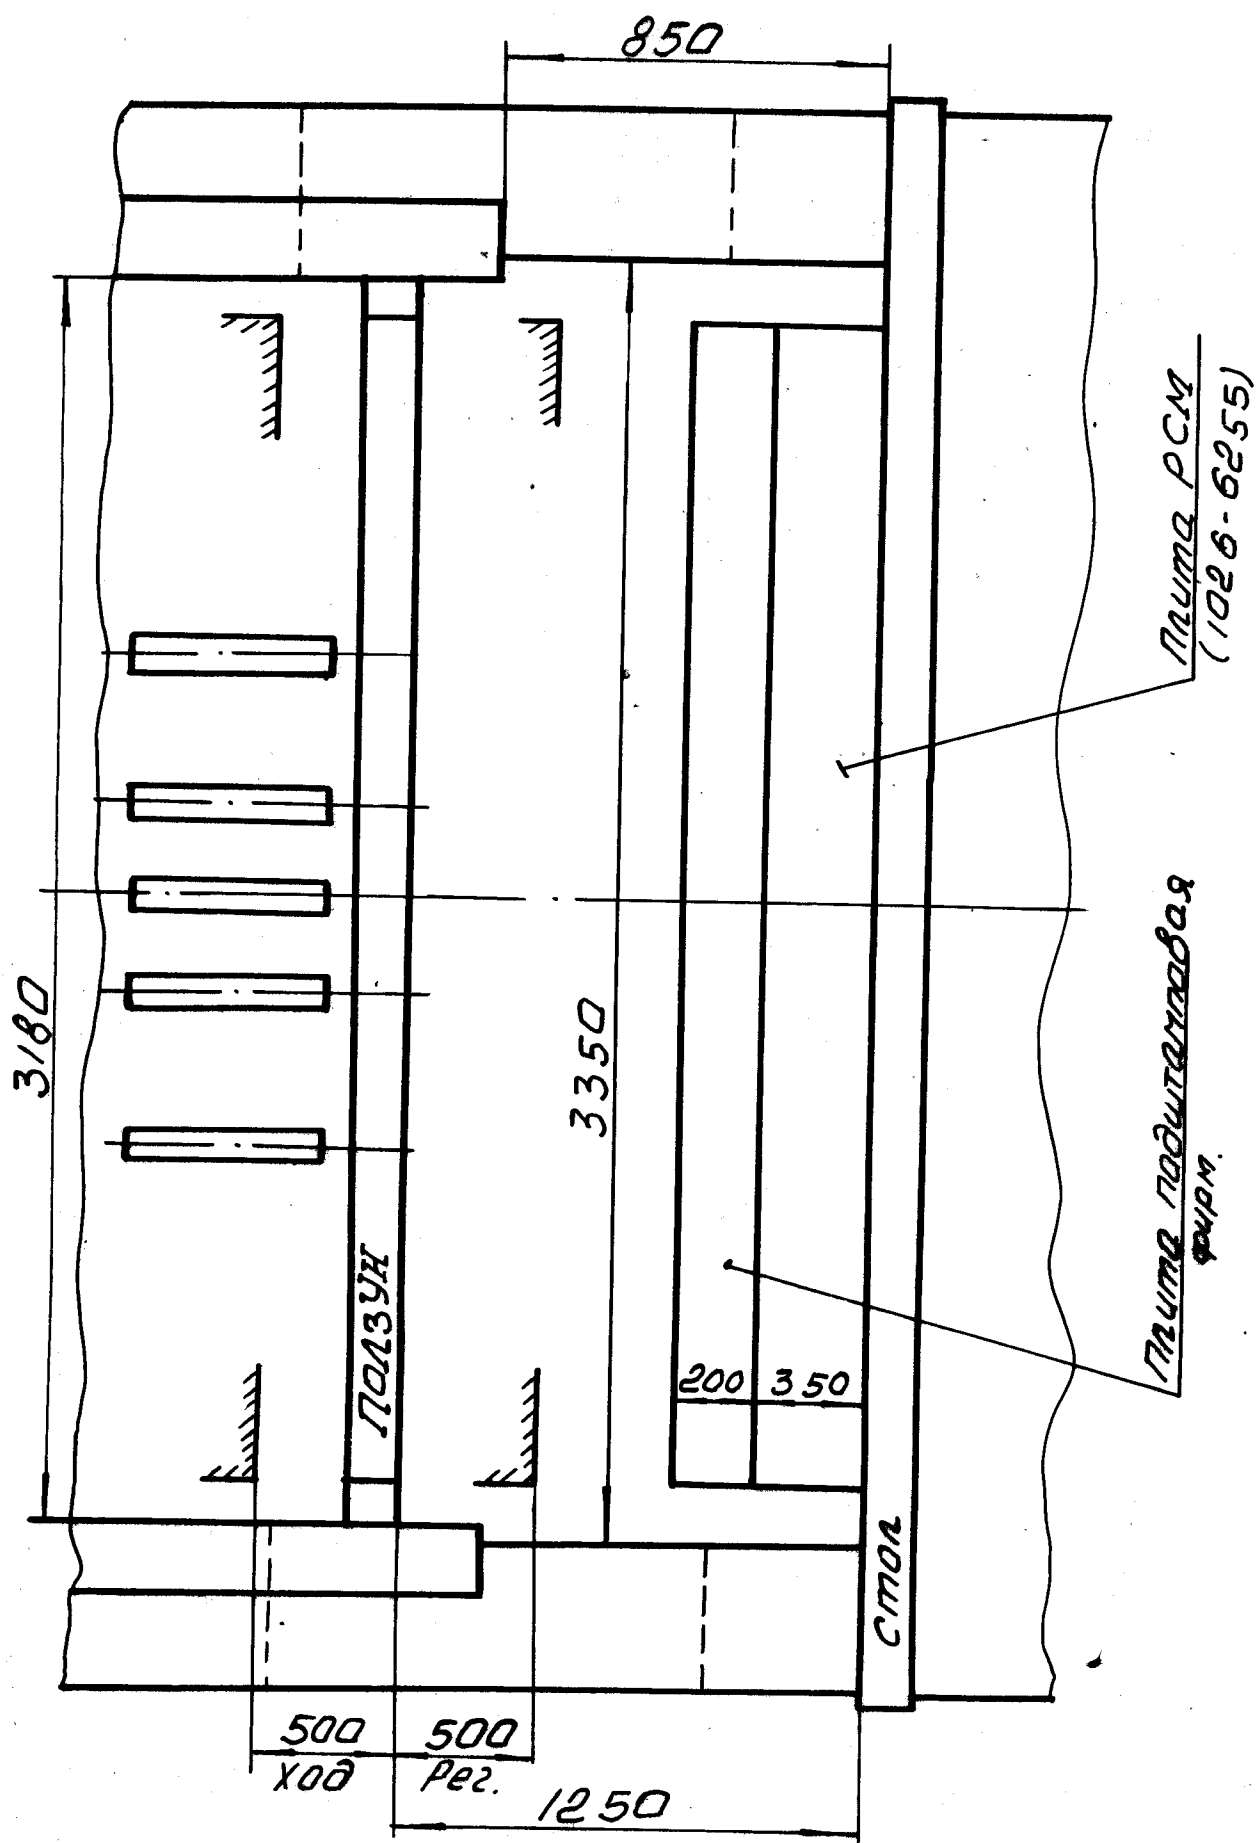 850
Плита РСМ
(1026-6255)
3180
3350
Плита подштамповая
фирм.
ПОЛЗУН
200
350
Стол
500
ход
500
Рег.
1250